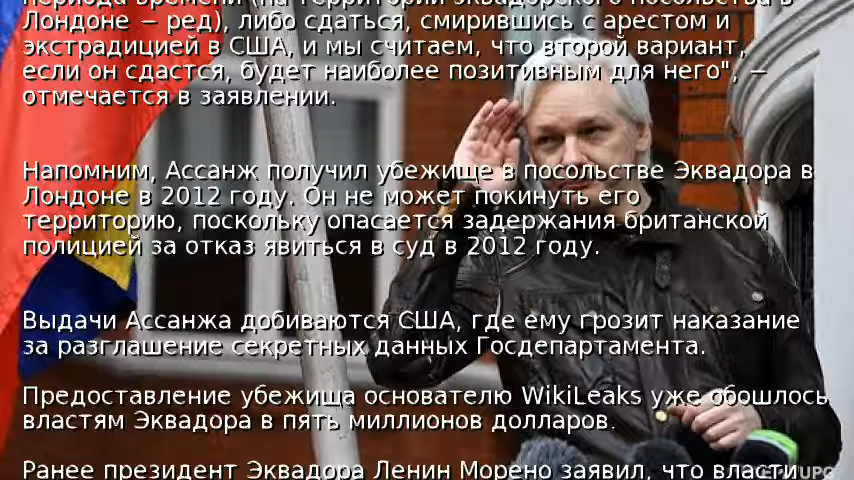 периода времени (на территории эквадорского посольства в
Лондоне — ред), либо сдаться, смирившись с арестом и
экстрадицией в США, и мы считаем, что второй вариант,
если он сдастся, будет наиболее позитивным для него", —
отмечается в заявлении.
Напомним, Ассанж получил убежище в посольстве Эквадора в
Лондоне в 2012 году. Он не может покинуть его
территорию, поскольку опасается задержания британской
полицией за отказ явиться в суд в 2012 году.
Выдачи Ассанжа добиваются США, где ему грозит наказание
за разглашение секретных данных Госдепартамента.
Предоставление убежища основателю WikiLeaks уже обошлось
властям Эквадора в пять миллионов долларов.
Ранее президент Эквадора Ленин Морено заявил, что власти